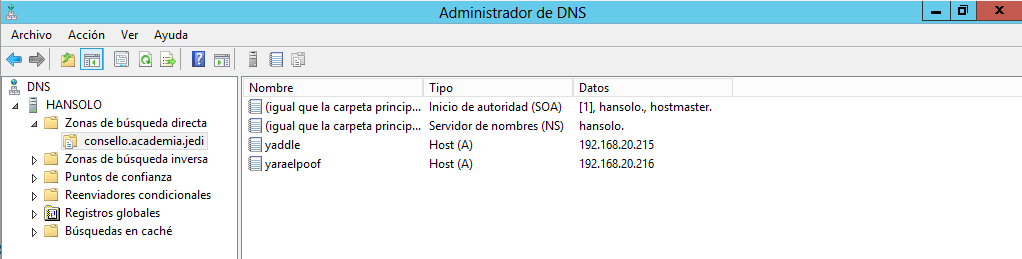 Administrador de DNS
Archivo Acción Ver Ayuda
DNS
HANSOLO
Zonas de búsqueda directa
consello.academia.jedi
Zonas de búsqueda inversa
Puntos de confianza
Reenviadores condicionales
Registros globales
Búsquedas en caché
Nombre Tipo Datos
(igual que la carpeta princip... Inicio de autoridad (SOA) [1], hansolo., hostmaster.
(igual que la carpeta princip... Servidor de nombres (NS) hansolo.
yaddle Host (A) 192.168.20.215
yaraelpoof Host (A) 192.168.20.216